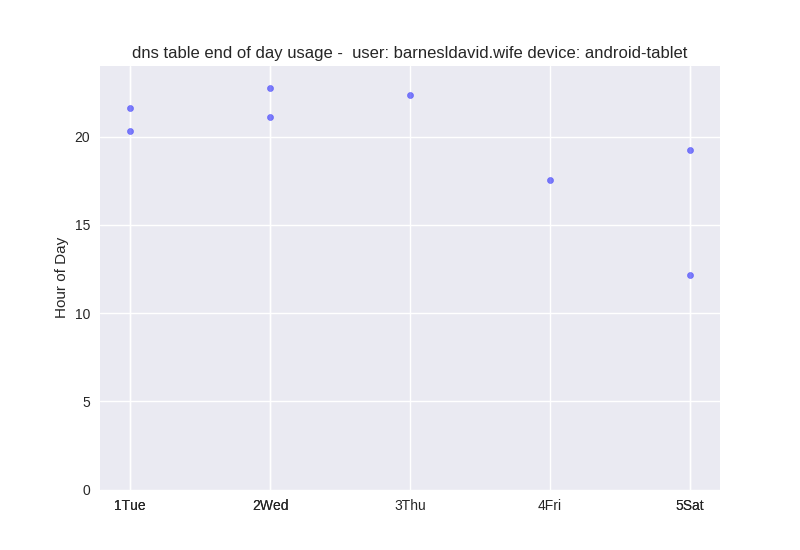 dns table end of day usage -  user: barnesldavid.wife device: android-tablet
Hour of Day
20
15
10
5
0
1Tue 2Wed 3Thu 4Fri 5Sat